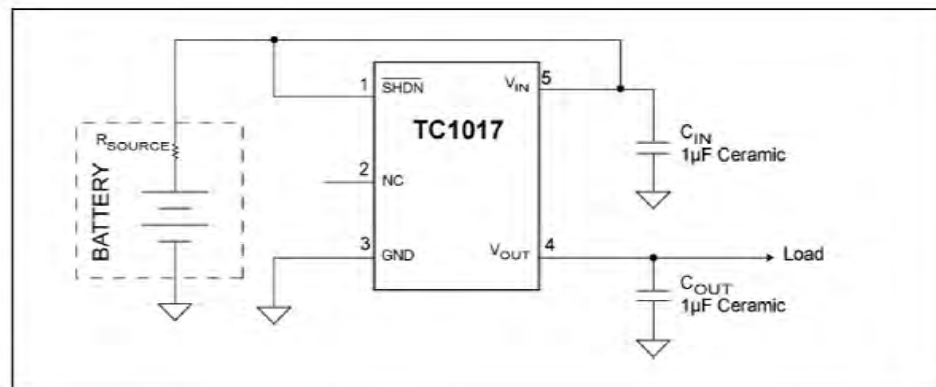 1
SHDN
VIN
5
TC1017
RSOURCE
BATTERY
CIN
1µF Ceramic
2
NC
3
GND
VOUT
4
Load
COUT
1µF Ceramic